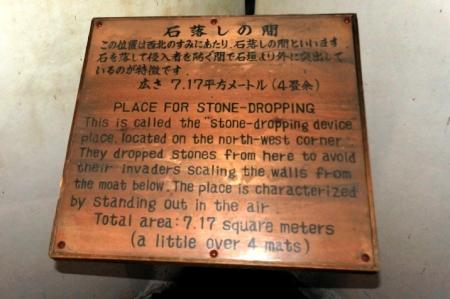 石落しの間
この位置は西北のすみにあたり、石落しの間といいます
石を落して侵入者を防ぐ間で石垣より外に突出して
いるのが特徴です
広さ 7.17平方メートル(4畳余)
PLACE FOR STONE-DROPPING
This is called the "stone-dropping device"
place, located on the north-west corner
They dropped stones from here to avoid
their invaders scaling the walls from
the moat below. The place is characterized
by standing out in the air
Total area: 7.17 square meters
(a little over 4 mats)